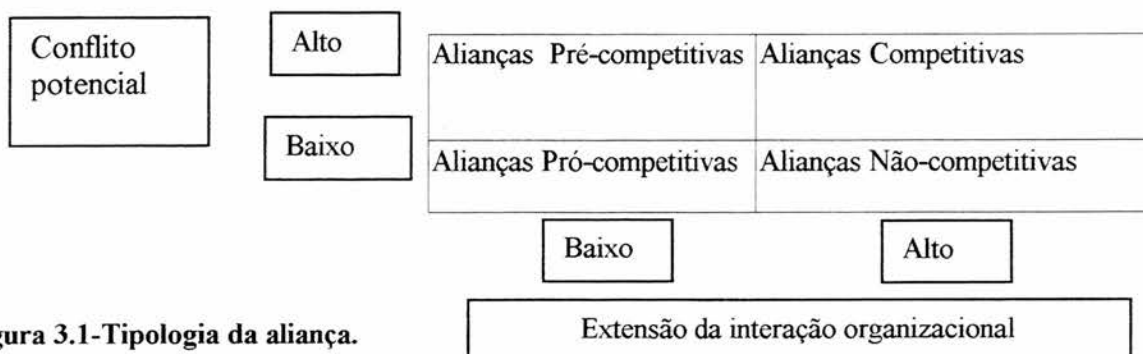 Conflito
potencial
Alto
Alianças Pré-competitivas
Alianças Competitivas
Baixo
Alianças Pró-competitivas
Alianças Não-competitivas
Baixo
Alto
Extensão da interação organizacional
gura 3.1-Tipologia da aliança.